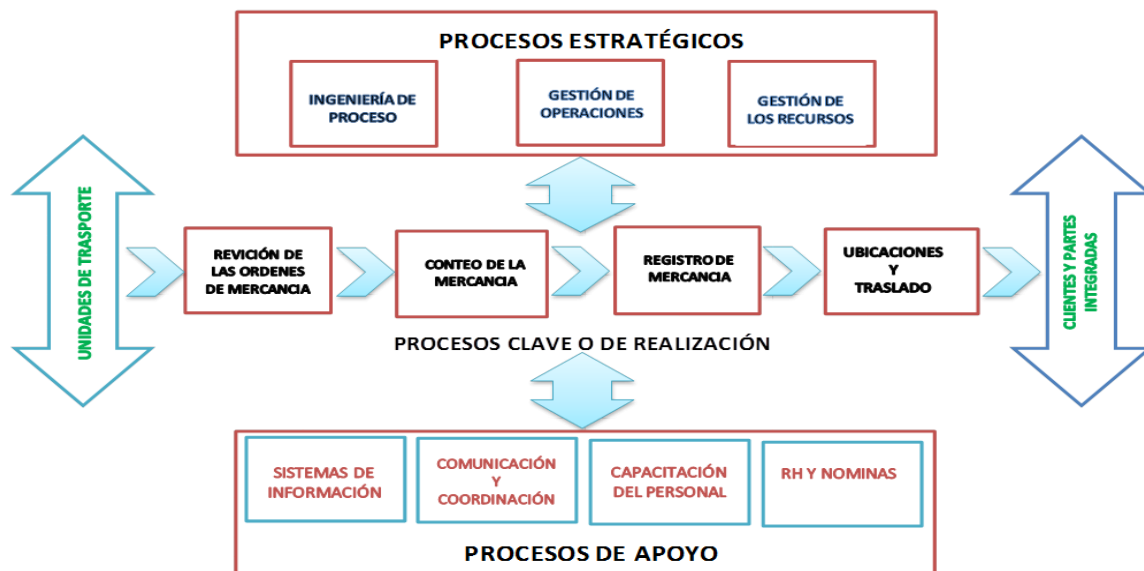 PROCESOS ESTRATÉGICOS
INGENIERÍA DE
PROCESO
GESTIÓN DE
OPERACIONES
GESTIÓN DE
LOS RECURSOS
UNIDADES DE TRASPORTE
REVICIÓN DE
LAS ORDENES
DE MERCANCIA
CONTEO DE LA
MERCANCIA
REGISTRO DE
MERCANCIA
UBICACIONES
Y
TRASLADO
CLIENTES Y PARTES
INTEGRADAS
PROCESOS CLAVE O DE REALIZACIÓN
SISTEMAS DE
INFORMACIÓN
COMUNICACIÓN
Y
COORDINACIÓN
CAPACITACIÓN
DEL PERSONAL
RH Y NOMINAS
PROCESOS DE APOYO